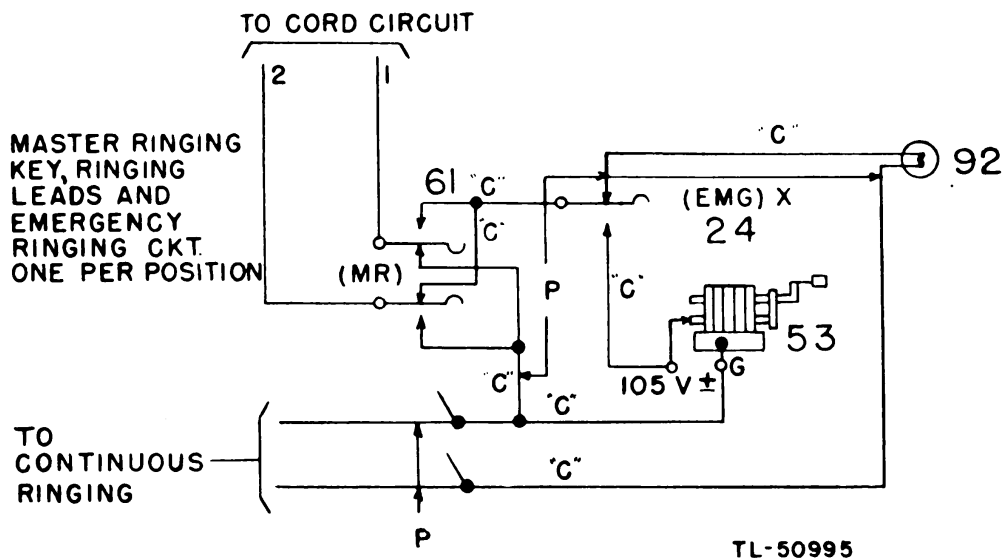 TO CORD CIRCUIT
2 1
MASTER RINGING
KEY, RINGING
LEADS AND
EMERGENCY
RINGING CKT.
ONE PER POSITION
61
"C"
"C"
(MR)
"C"
92
(EMG) X
24
P
"C"
53
105 V ±
G
"C"
"C"
TO
CONTINUOUS
RINGING
"C"
P
TL-50995